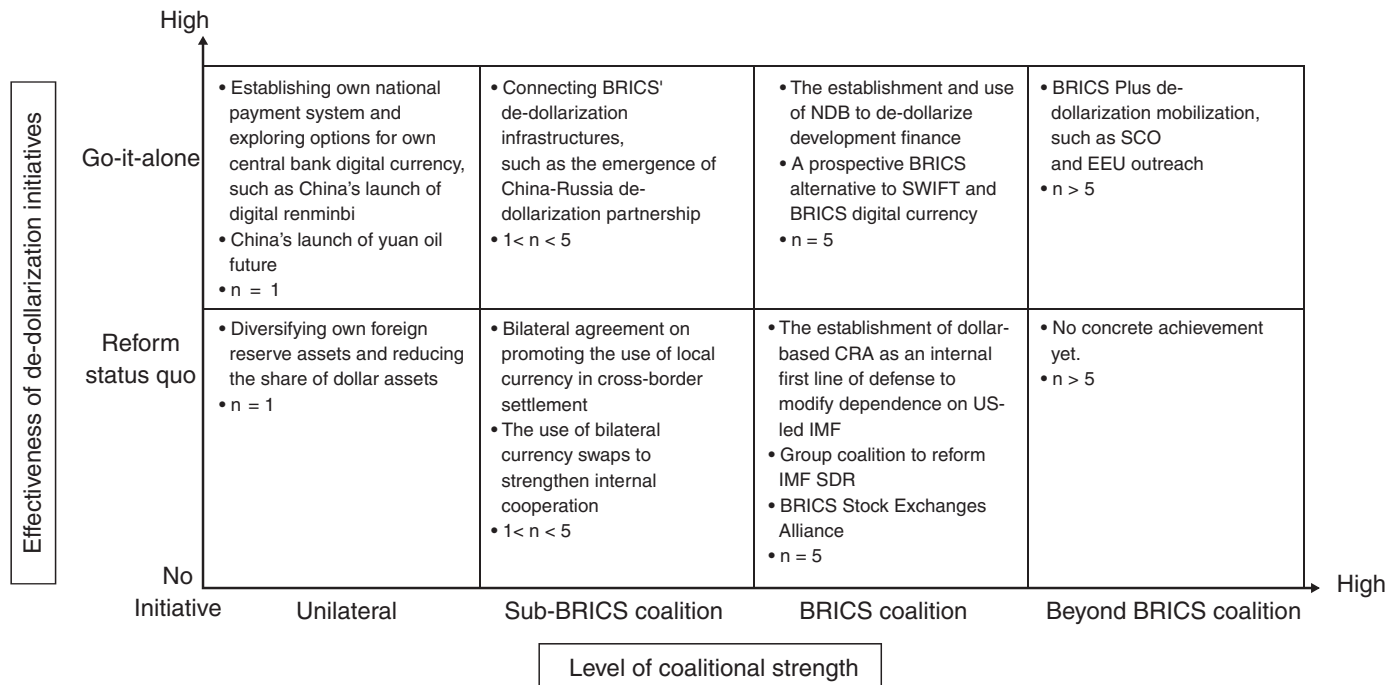 High
Effectiveness of de-dollarization initiatives
Go-it-alone
• Establishing own national
payment system and
exploring options for own
central bank digital currency,
such as China's launch of
digital renminbi
• China's launch of yuan oil
future
• n = 1
• Connecting BRICS'
de-dollarization
infrastructures,
such as the emergence of
China-Russia de-
dollarization partnership
• 1< n < 5
• The establishment and use
of NDB to de-dollarize
development finance
• A prospective BRICS
alternative to SWIFT and
BRICS digital currency
• n = 5
• BRICS Plus de-
dollarization mobilization,
such as SCO
and EEU outreach
• n > 5
Reform
status quo
• Diversifying own foreign
reserve assets and reducing
the share of dollar assets
• n = 1
• Bilateral agreement on
promoting the use of local
currency in cross-border
settlement
• The use of bilateral
currency swaps to
strengthen internal
cooperation
• 1< n < 5
• The establishment of dollar-
based CRA as an internal
first line of defense to
modify dependence on US-
led IMF
• Group coalition to reform
IMF SDR
• BRICS Stock Exchanges
Alliance
• n = 5
• No concrete achievement
yet.
• n > 5
No
Initiative
Unilateral
Sub-BRICS coalition
BRICS coalition
Beyond BRICS coalition
High
Level of coalitional strength